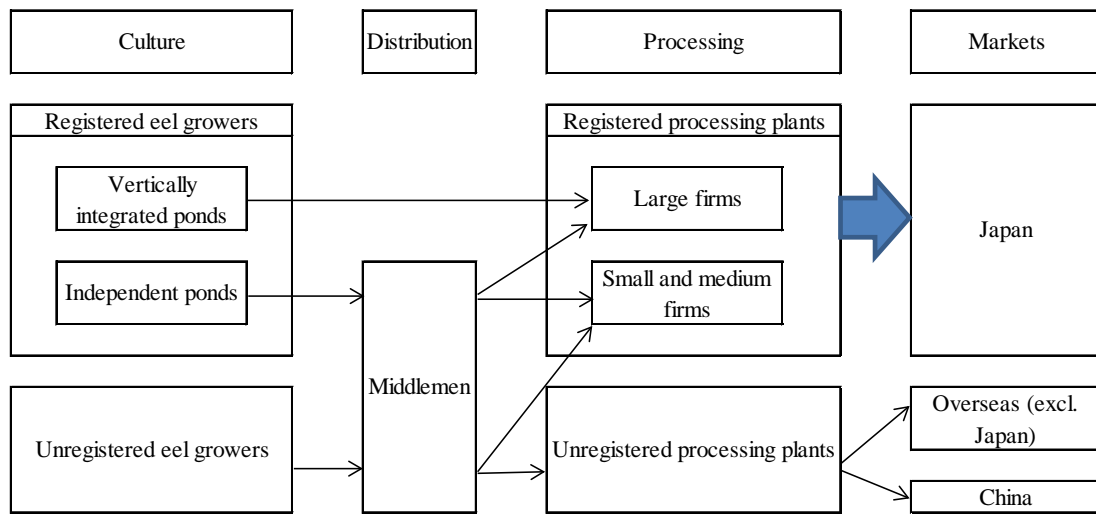 Culture
Distribution
Processing
Markets
Registered eel growers
Vertically
integrated ponds
Independent ponds
Unregistered eel growers
Middlemen
Registered processing plants
Large firms
Small and medium
firms
Unregistered processing plants
Japan
Overseas (excl.
Japan)
China